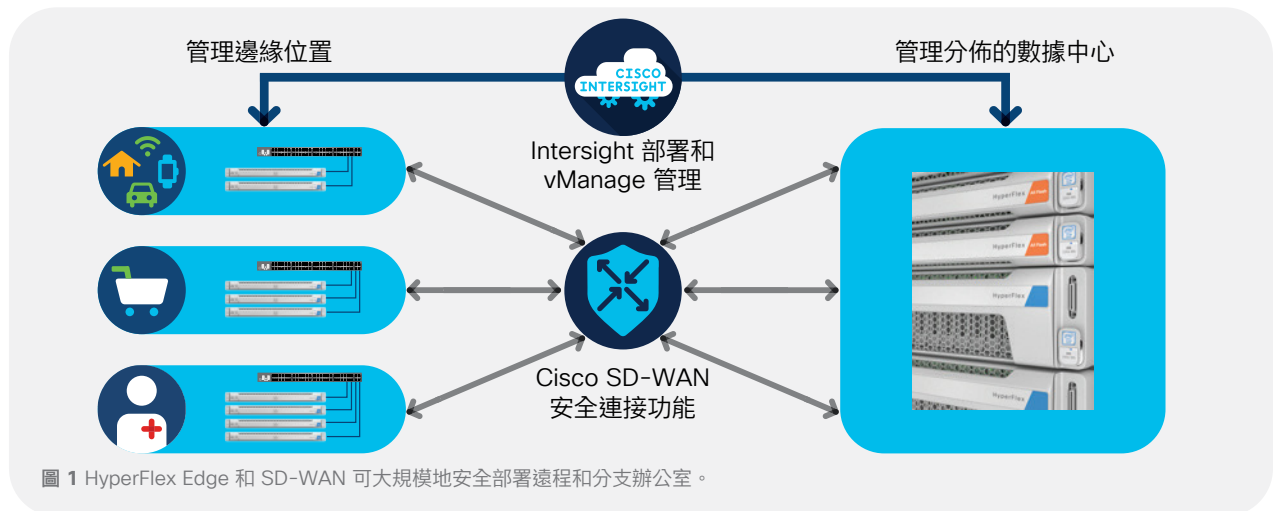 管理邊緣位置
CISCO
INTERSIGHT
管理分佈的數據中心
Intersight 部署和
vManage 管理
HyperFlex
HyperFlex
HyperFlex
Cisco SD-WAN
安全連接功能
圖 1 HyperFlex Edge 和 SD-WAN 可大規模地安全部署遠程和分支辦公室。